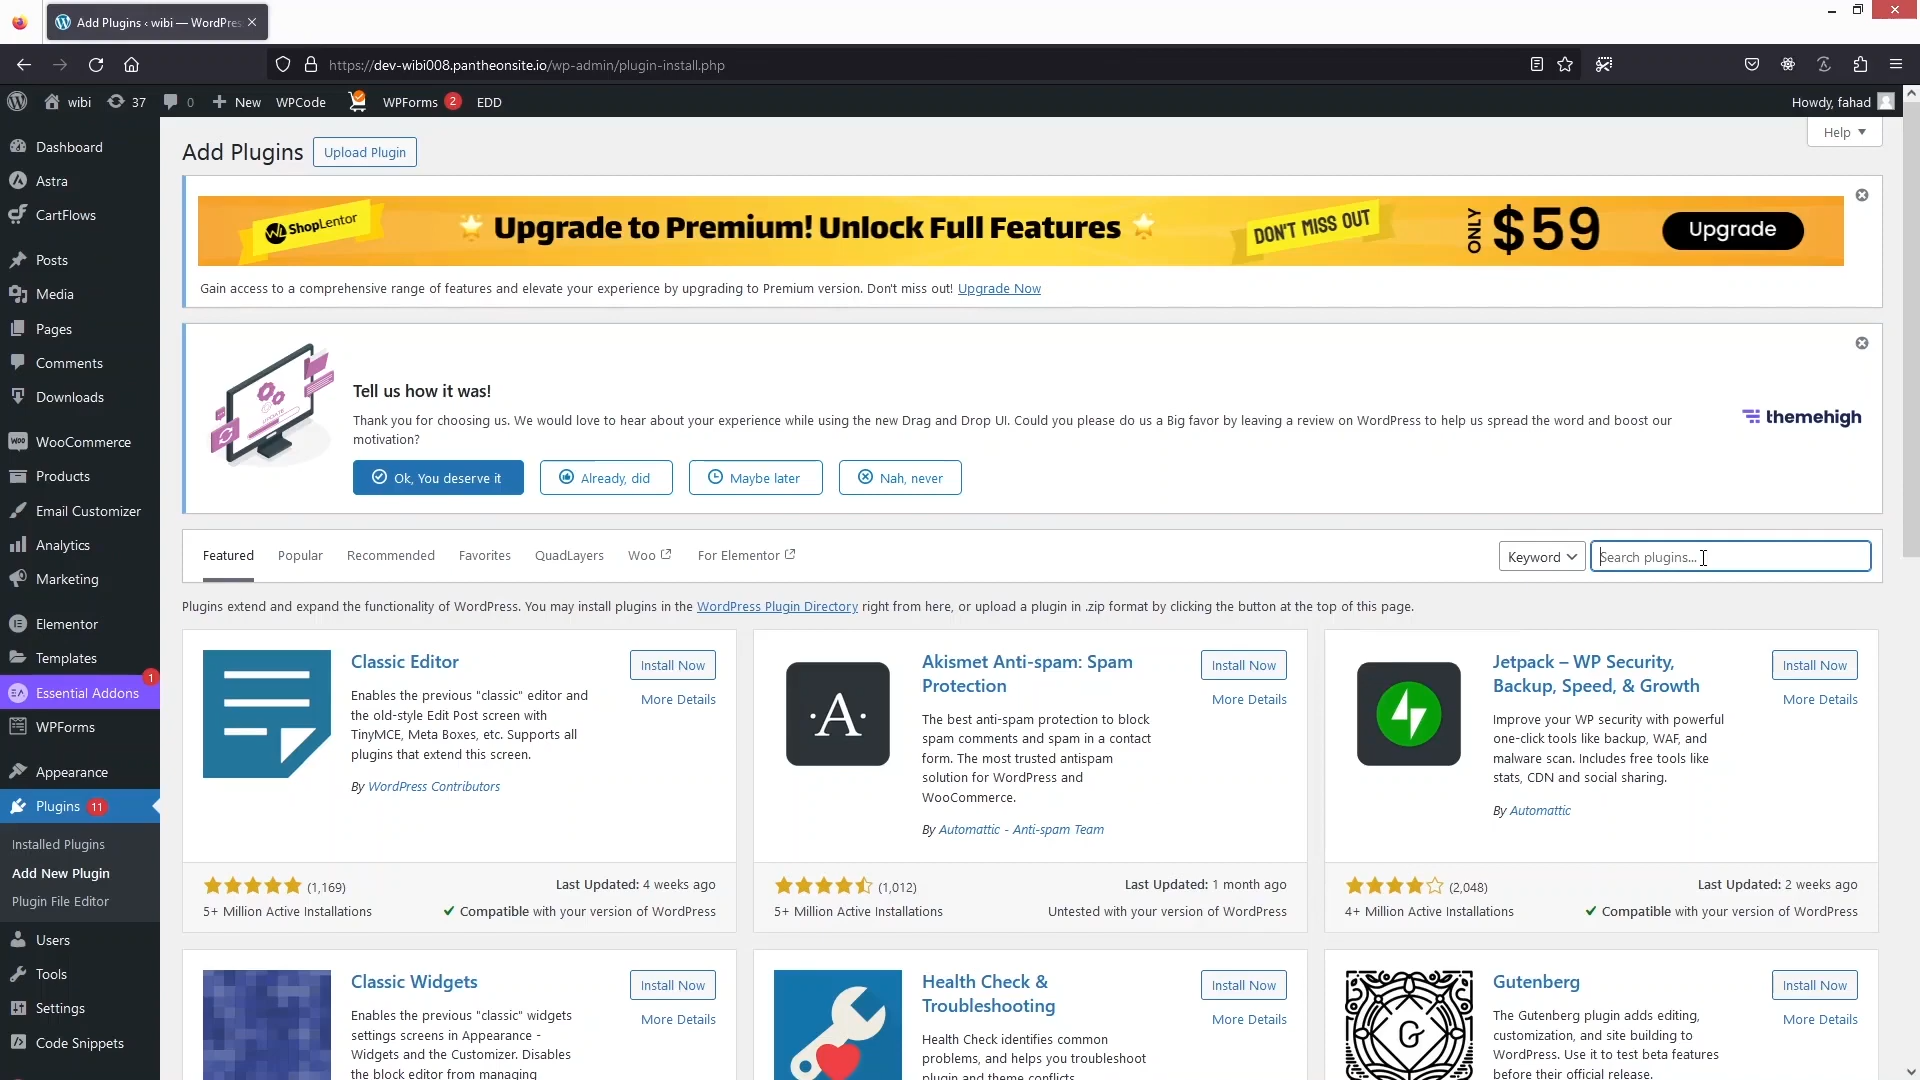 Add Plugins ‹ wibi — WordPres
https://dev-wibi008.pantheonsite.io/wp-admin/plugin-install.php
wibi
37
0
New
WPCode
WPForms 2
EDD
Howdy, fahad
Dashboard
Astra
CartFlows
Posts
Media
Pages
Comments
Downloads
WooCommerce
Products
Email Customizer
Analytics
Marketing
Elementor
Templates
Essential Addons 1
WPForms
Appearance
Plugins 11
Installed Plugins
Add New Plugin
Plugin File Editor
Users
Tools
Settings
Code Snippets
Help
Add Plugins
Upload Plugin
WL ShopLentor
Upgrade to Premium! Unlock Full Features
DON'T MISS OUT
ONLY $59
Upgrade
Gain access to a comprehensive range of features and elevate your experience by upgrading to Premium version. Don't miss out! Upgrade Now
Tell us how it was!
Thank you for choosing us. We would love to hear about your experience while using the new Drag and Drop UI. Could you please do us a Big favor by leaving a review on WordPress to help us spread the word and boost our
motivation?
themehigh
Ok, You deserve it
Already, did
Maybe later
Nah, never
Featured
Popular
Recommended
Favorites
QuadLayers
Woo
For Elementor
Keyword
Search plugins...
Plugins extend and expand the functionality of WordPress. You may install plugins in the WordPress Plugin Directory right from here, or upload a plugin in .zip format by clicking the button at the top of this page.
Classic Editor
Install Now
More Details
Enables the previous "classic" editor and
the old-style Edit Post screen with
TinyMCE, Meta Boxes, etc. Supports all
plugins that extend this screen.
By WordPress Contributors
(1,169)
Last Updated: 4 weeks ago
5+ Million Active Installations
Compatible with your version of WordPress
·A·
Akismet Anti-spam: Spam
Protection
Install Now
More Details
The best anti-spam protection to block
spam comments and spam in a contact
form. The most trusted antispam
solution for WordPress and
WooCommerce.
By Automattic - Anti-spam Team
(1,012)
Last Updated: 1 month ago
5+ Million Active Installations
Untested with your version of WordPress
Jetpack – WP Security,
Backup, Speed, & Growth
Install Now
More Details
Improve your WP security with powerful
one-click tools like backup, WAF, and
malware scan. Includes free tools like
stats, CDN and social sharing.
By Automattic
(2,048)
Last Updated: 2 weeks ago
4+ Million Active Installations
Compatible with your version of WordPress
Classic Widgets
Install Now
More Details
Enables the previous "classic" widgets
settings screens in Appearance -
Widgets and the Customizer. Disables
the block editor from managing
Health Check &
Troubleshooting
Install Now
More Details
Health Check identifies common
problems, and helps you troubleshoot
plugin and theme conflicts.
G
Gutenberg
Install Now
More Details
The Gutenberg plugin adds editing,
customization, and site building to
WordPress. Use it to test beta features
before their official release.